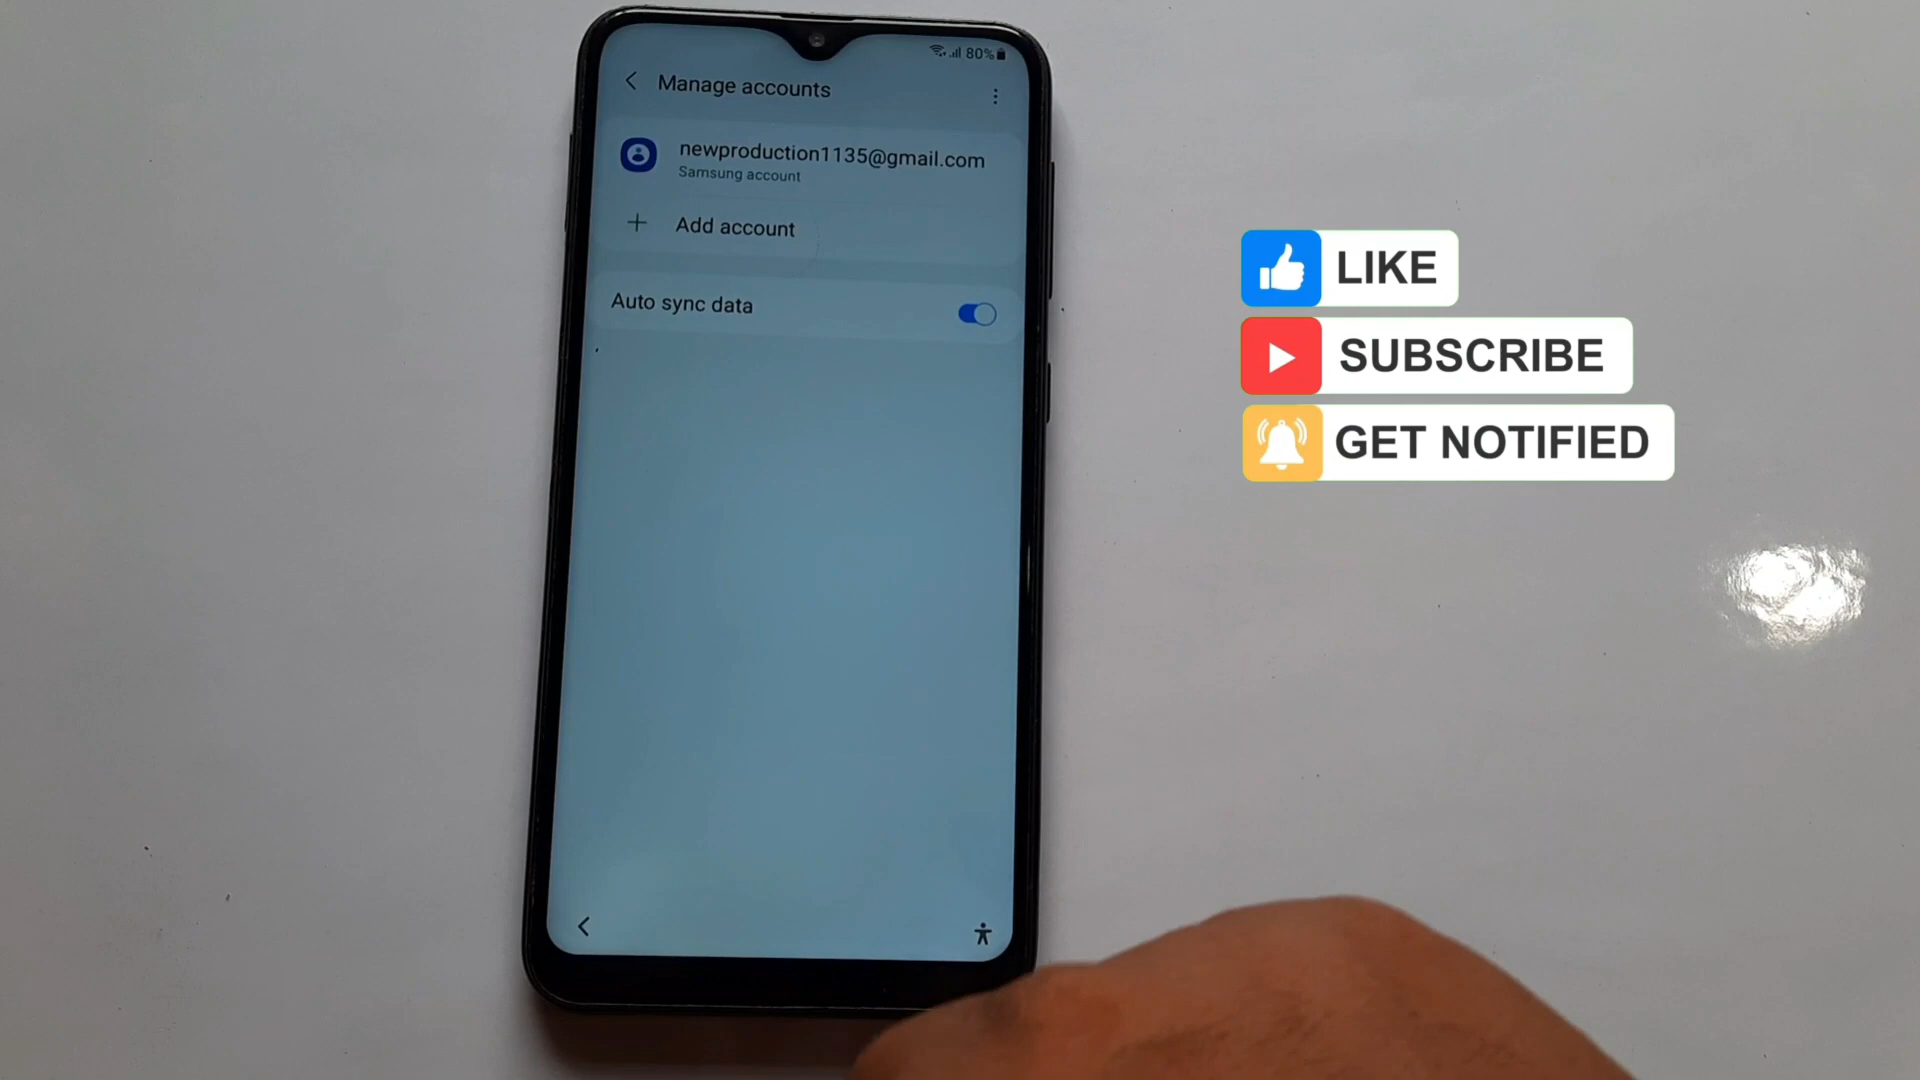 80%
Manage accounts
newproduction1135@gmail.com
Samsung account
Add account
Auto sync data
LIKE
SUBSCRIBE
GET NOTIFIED